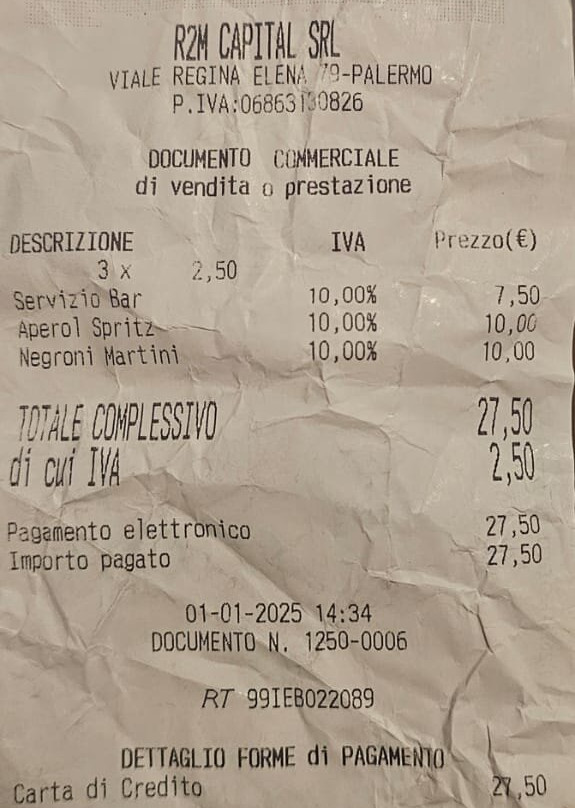 R2M CAPITAL SRL
VIALE REGINA ELENA 79-PALERMO
P.IVA:06863130826
DOCUMENTO COMMERCIALE
di vendita o prestazione
DESCRIZIONE IVA Prezzo(€)
3 x 2,50
Servizio Bar 10,00% 7,50
Aperol Spritz 10,00% 10,00
Negroni Martini 10,00% 10,00
TOTALE COMPLESSIVO 27,50
di cui IVA 2,50
Pagamento elettronico 27,50
Importo pagato 27,50
01-01-2025 14:34
DOCUMENTO N. 1250-0006
RT 99IEB022089
DETTAGLIO FORME di PAGAMENTO
Carta di Credito 27,50